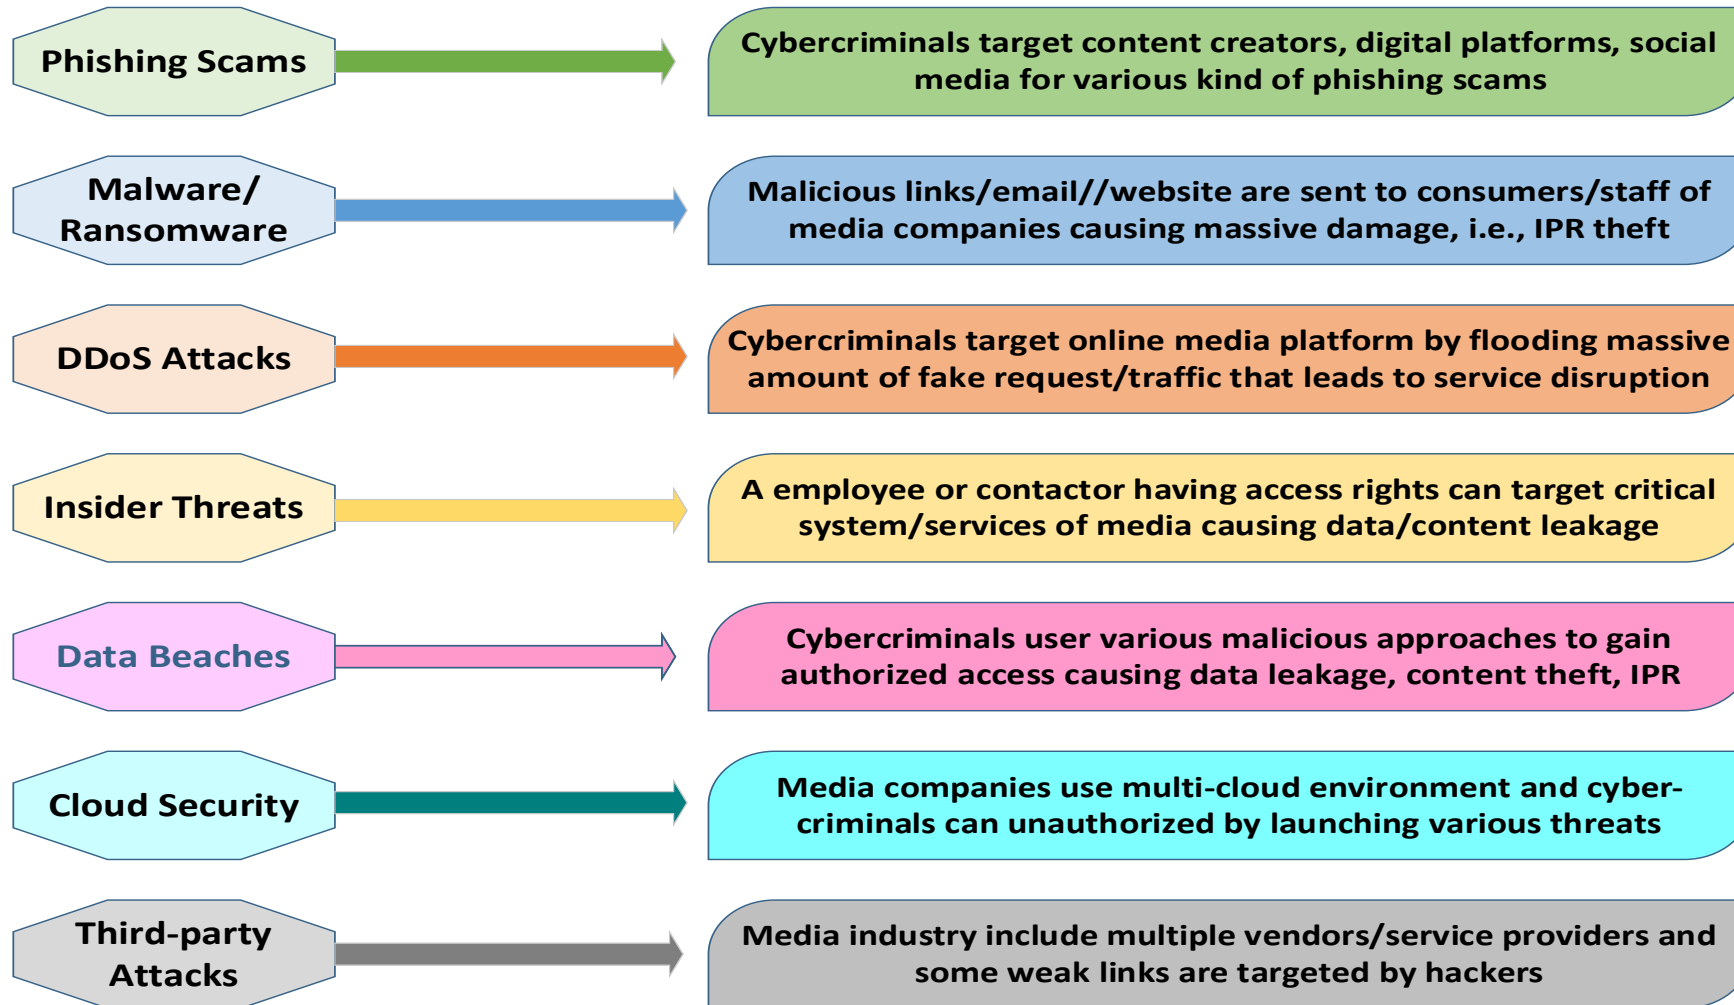 Phishing Scams
Cybercriminals target content creators, digital platforms, social
media for various kind of phishing scams
Malware/
Ransomware
Malicious links/email//website are sent to consumers/staff of
media companies causing massive damage, i.e., IPR theft
DDoS Attacks
Cybercriminals target online media platform by flooding massive
amount of fake request/traffic that leads to service disruption
Insider Threats
A employee or contactor having access rights can target critical
system/services of media causing data/content leakage
Data Beaches
Cybercriminals user various malicious approaches to gain
authorized access causing data leakage, content theft, IPR
Cloud Security
Media companies use multi-cloud environment and cyber-
criminals can unauthorized by launching various threats
Third-party
Attacks
Media industry include multiple vendors/service providers and
some weak links are targeted by hackers